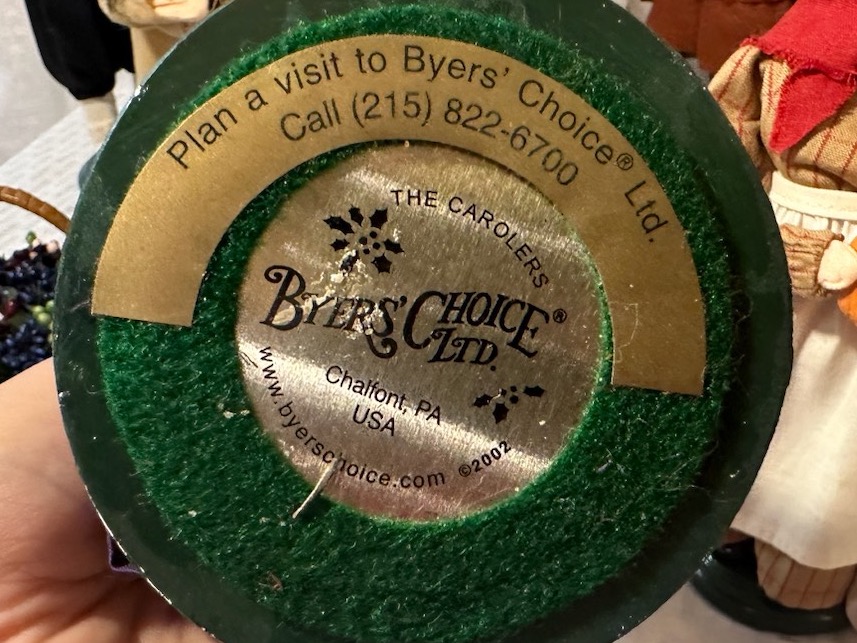 Plan a visit to Byers' Choice® Ltd.
Call (215) 822-6700
THE CAROLERS
BYERS' CHOICE®
LTD.
Chalfont, PA
USA
www.byerschoice.com ©2002